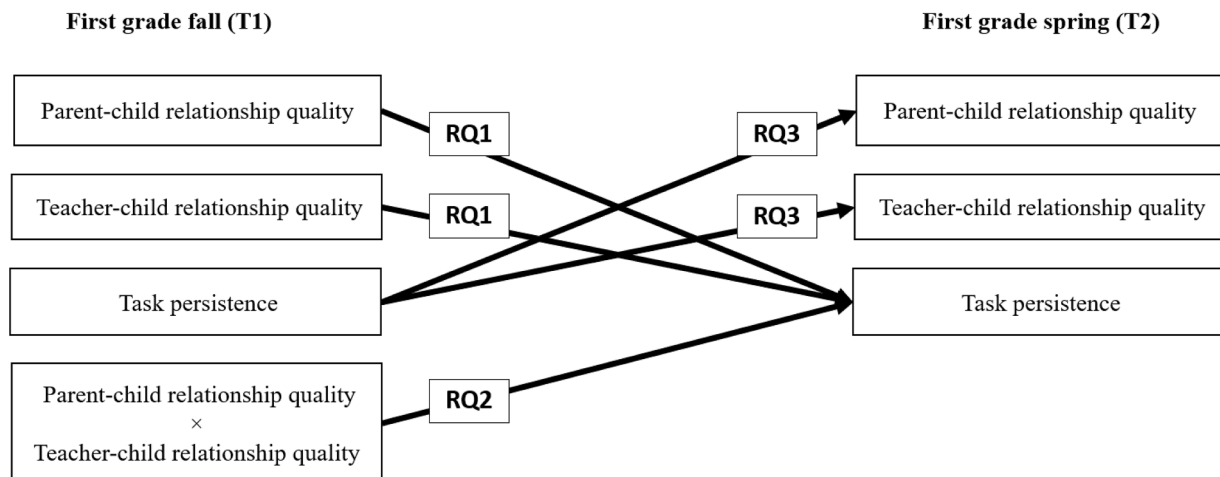 First grade fall (T1)
First grade spring (T2)
Parent-child relationship quality
RQ1
RQ3
Parent-child relationship quality
Teacher-child relationship quality
RQ1
RQ3
Teacher-child relationship quality
Task persistence
Task persistence
Parent-child relationship quality
×
Teacher-child relationship quality
RQ2